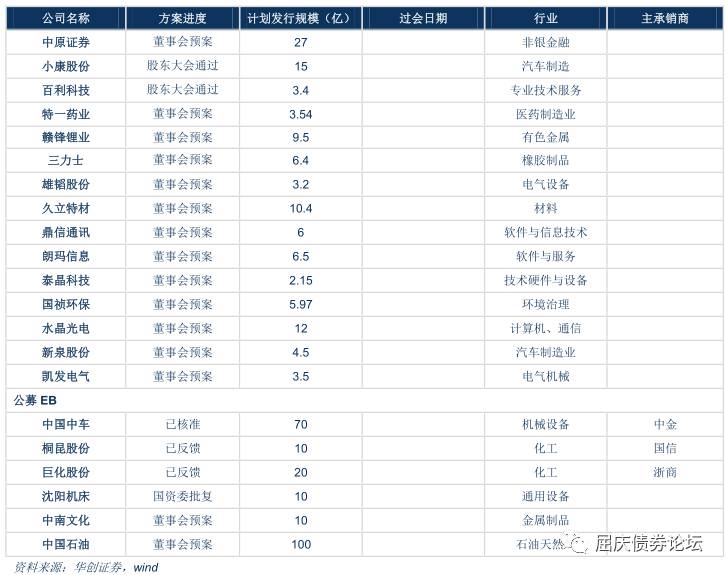 公司名称 方案进度 计划发行规模（亿） 过会日期 行业 主承销商
中原证券 董事会预案 27 非银金融
小康股份 股东大会通过 15 汽车制造
百利科技 股东大会通过 3.4 专业技术服务
特一药业 董事会预案 3.54 医药制造业
赣锋锂业 董事会预案 9.5 有色金属
三力士 董事会预案 6.4 橡胶制品
雄韬股份 董事会预案 3.2 电气设备
久立特材 董事会预案 10.4 材料
鼎信通讯 董事会预案 6 软件与信息技术
朗玛信息 董事会预案 6.5 软件与服务
泰晶科技 董事会预案 2.15 技术硬件与设备
国祯环保 董事会预案 5.97 环境治理
水晶光电 董事会预案 12 计算机、通信
新泉股份 董事会预案 4.5 汽车制造业
凯发电气 董事会预案 3.5 电气机械
公募 EB
中国中车 已核准 70 机械设备 中金
桐昆股份 已反馈 10 化工 国信
巨化股份 已反馈 20 化工 浙商
沈阳机床 国资委批复 10 通用设备
中南文化 董事会预案 10 金属制品
中国石油 董事会预案 100 石油天然
屈庆债券论坛
资料来源：华创证券，wind